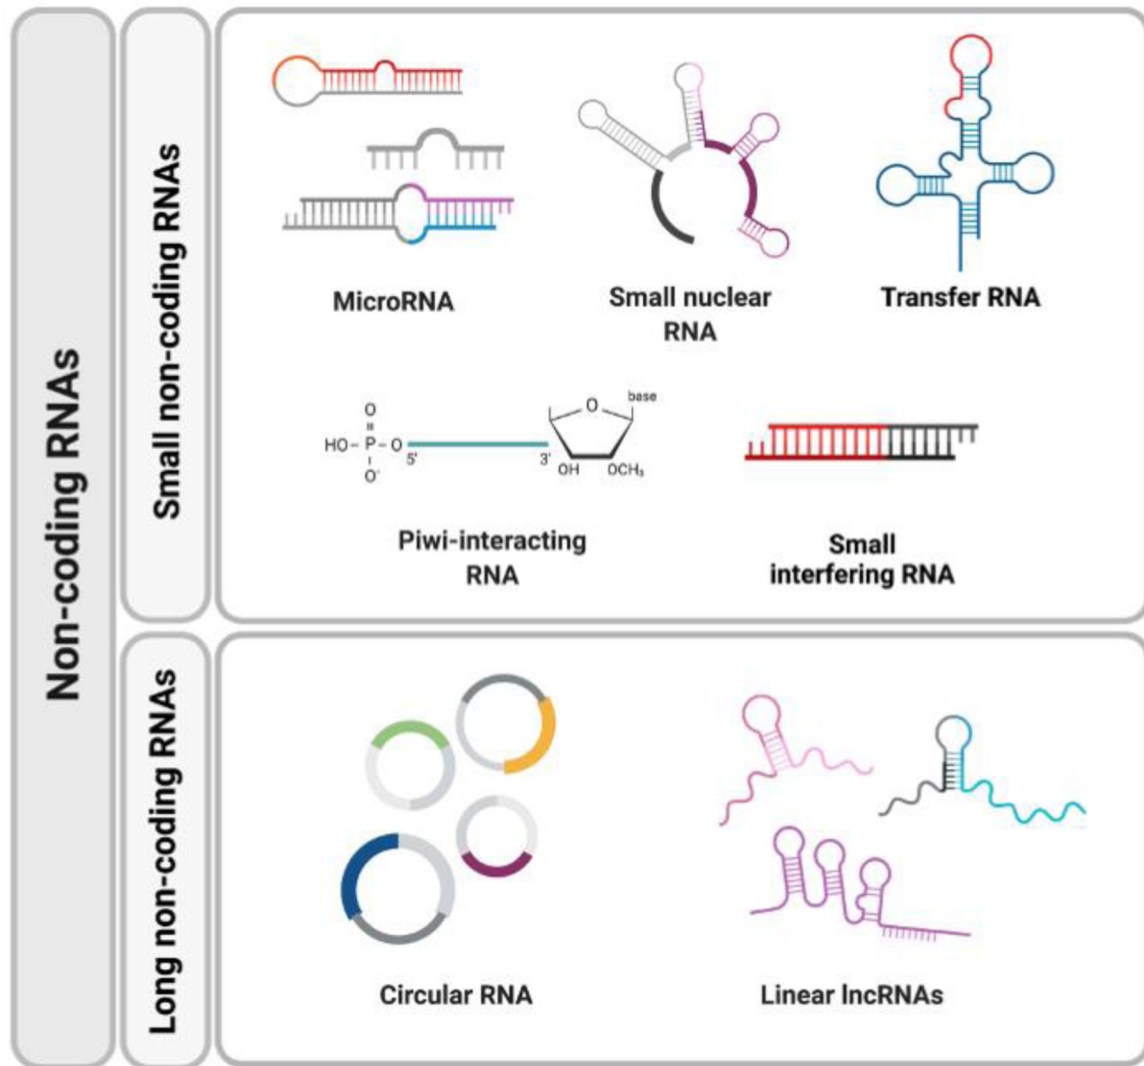 Non-coding RNAs
Small non-coding RNAs
MicroRNA
Small nuclear
RNA
Transfer RNA
O
HO
P
O
O-
5'
3'
O
base
OH
OCH₃
Piwi-interacting
RNA
Small
interfering RNA
Long non-coding RNAs
Circular RNA
Linear lncRNAs